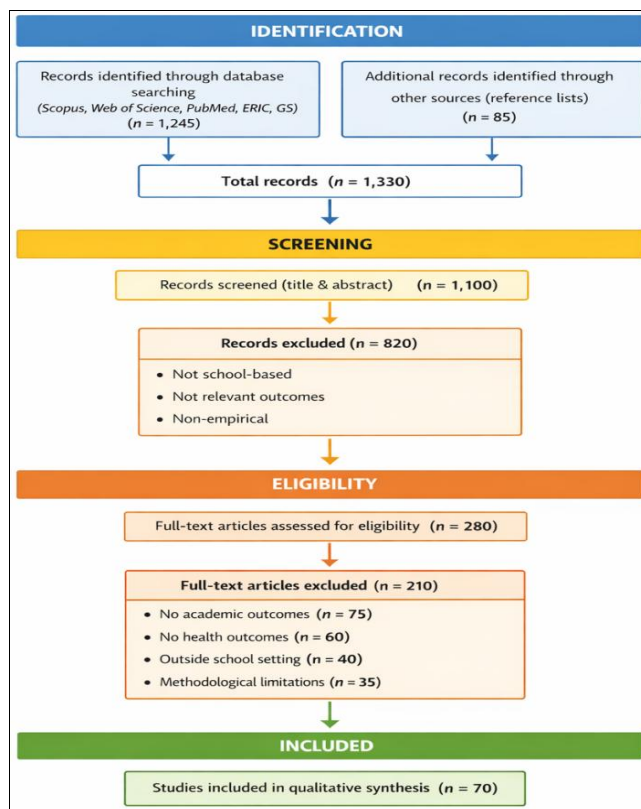 IDENTIFICATION
Records identified through database
searching
(Scopus, Web of Science, PubMed, ERIC, GS)
(n = 1,245)
Additional records identified through
other sources (reference lists)
(n = 85)
Total records (n = 1,330)
SCREENING
Records screened (title & abstract) (n = 1,100)
Records excluded (n = 820)
• Not school-based
• Not relevant outcomes
• Non-empirical
ELIGIBILITY
Full-text articles assessed for eligibility (n = 280)
Full-text articles excluded (n = 210)
• No academic outcomes (n = 75)
• No health outcomes (n = 60)
• Outside school setting (n = 40)
• Methodological limitations (n = 35)
INCLUDED
Studies included in qualitative synthesis (n = 70)